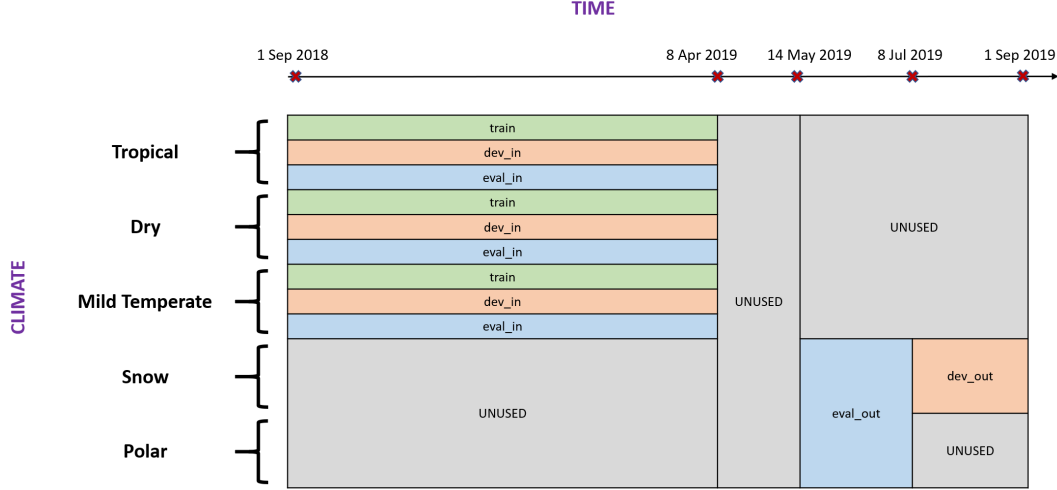 TIME
1 Sep 2018
8 Apr 2019
14 May 2019
8 Jul 2019
1 Sep 2019
CLIMATE
Tropical
train
dev_in
eval_in
Dry
train
dev_in
eval_in
Mild Temperate
train
dev_in
eval_in
UNUSED
UNUSED
Snow
Polar
UNUSED
eval_out
dev_out
UNUSED